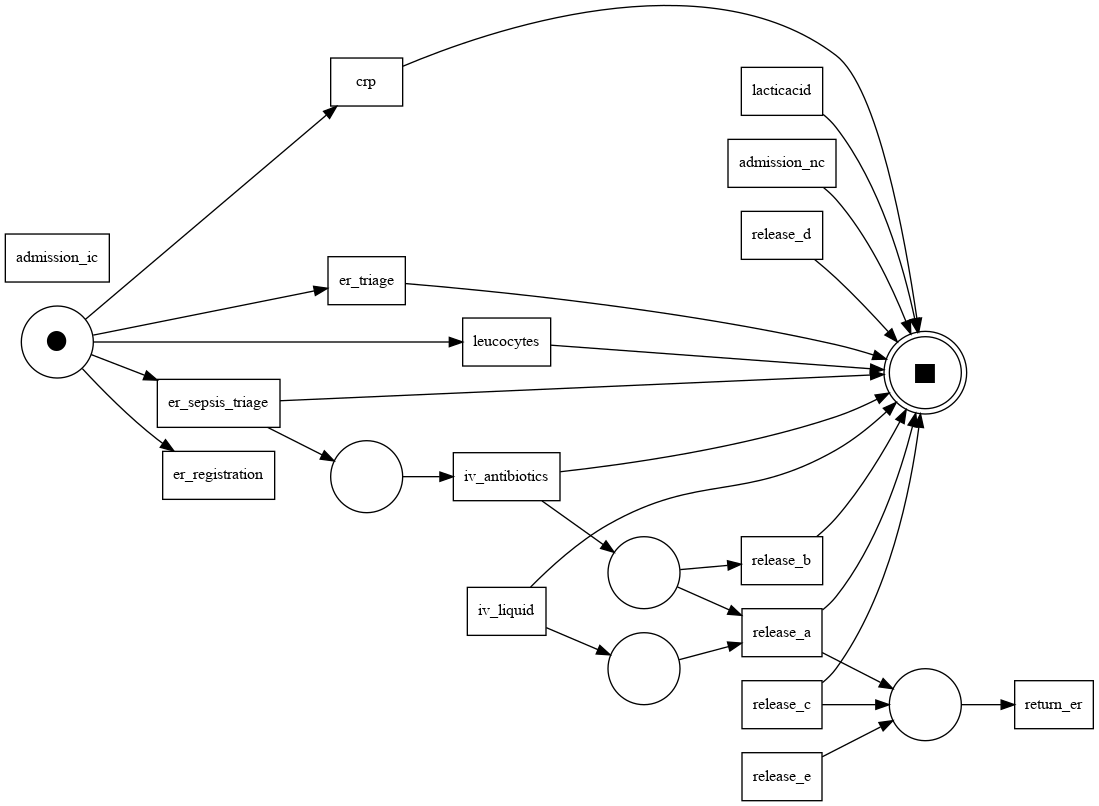 crp
lacticacid
admission_nc
release_d
admission_ic
er_triage
leucocytes
er_sepsis_triage
er_registration
iv_antibiotics
release_b
iv_liquid
release_a
release_c
return_er
release_e